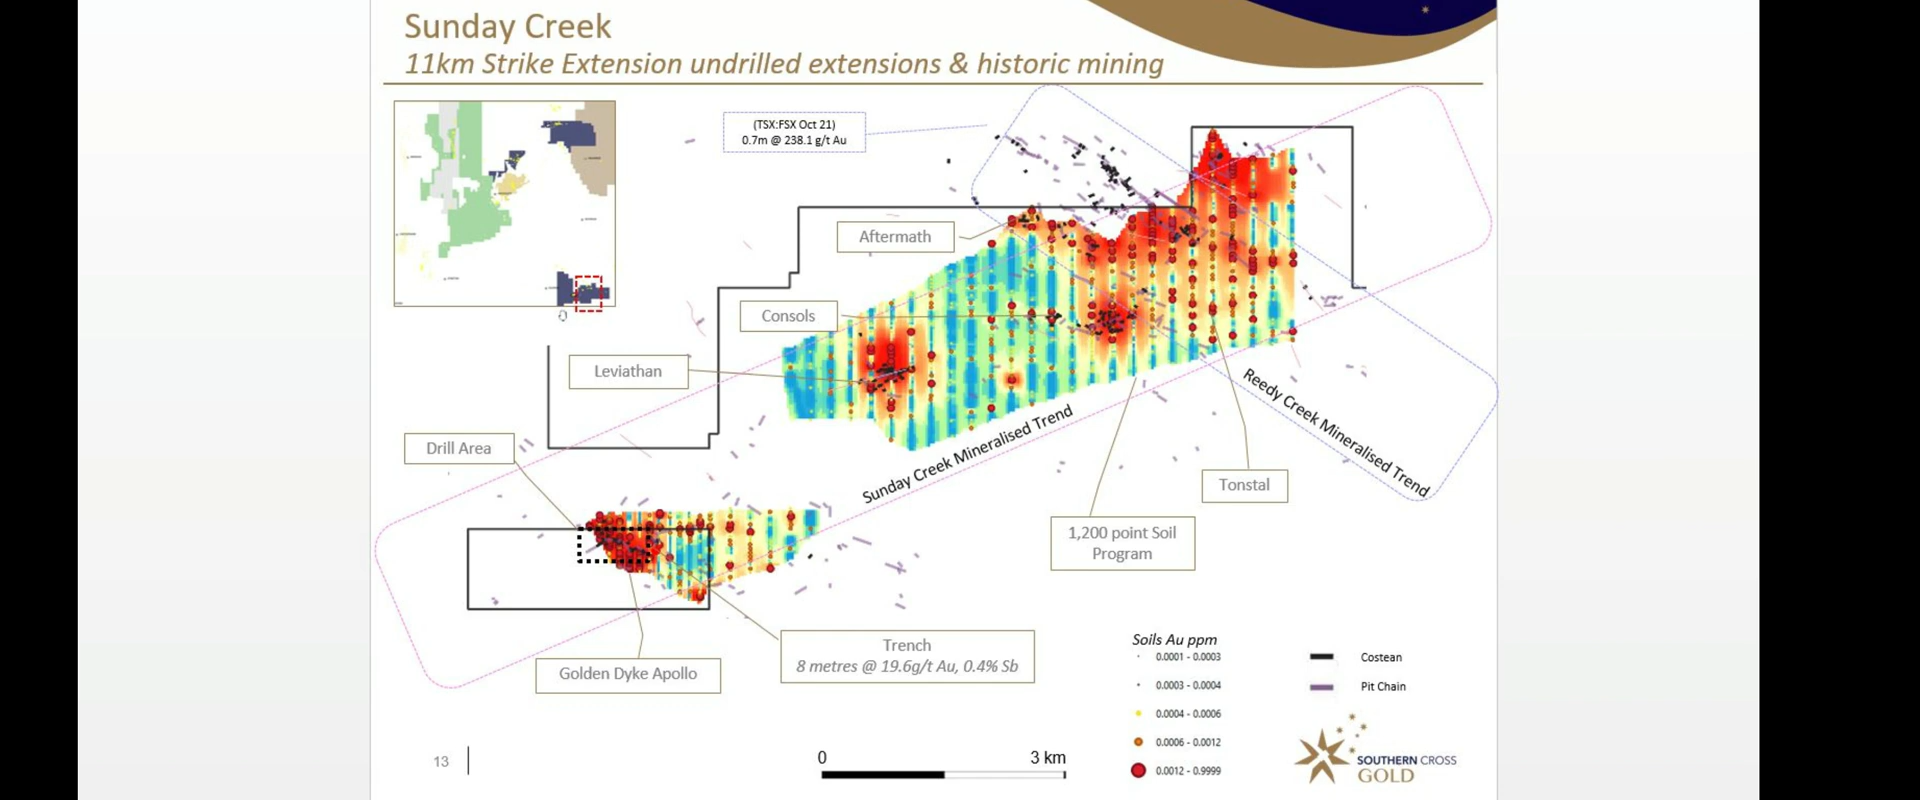 Sunday Creek
11km Strike Extension undrilled extensions & historic mining
(TSX:FSX Oct 21)
0.7m @ 238.1 g/t Au
Aftermath
Consols
Leviathan
Drill Area
Sunday Creek Mineralised Trend
Reedy Creek Mineralised Trend
Tonstal
1,200 point Soil
Program
Golden Dyke Apollo
Trench
8 metres @ 19.6g/t Au, 0.4% Sb
Soils Au ppm
0.0001 - 0.0003
0.0003 - 0.0004
0.0004 - 0.0006
0.0006 - 0.0012
0.0012 - 0.9999
Costean
Pit Chain
0 3 km
13
SOUTHERN CROSS
GOLD